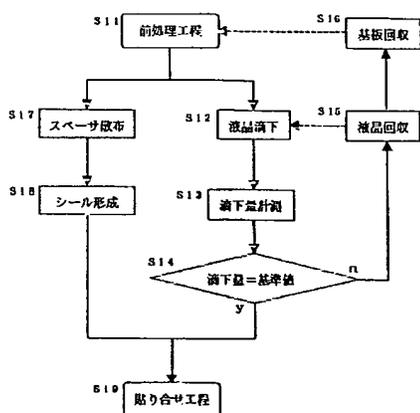 S11
前処理工程
S16
基板回収
S17
スペーサ散布
S12
液晶滴下
S15
液晶回収
S18
シール形成
S13
滴下量計測
S14
滴下量=基準値
n
y
S19
貼り合せ工程